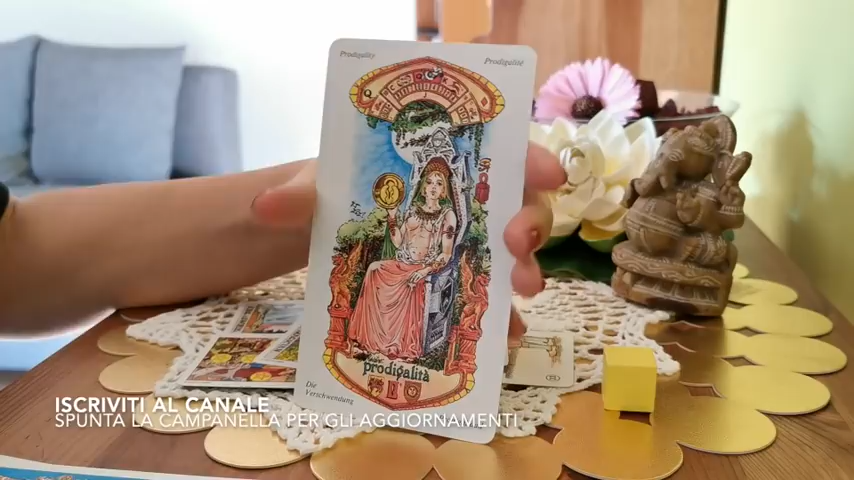 Prodigality
Prodigalité
Q
prodigalità
Die
Verschwendung
ISCRIVITI AL CANALE
SPUNTA LA CAMPANELLA PER GLI AGGIORNAMENTI